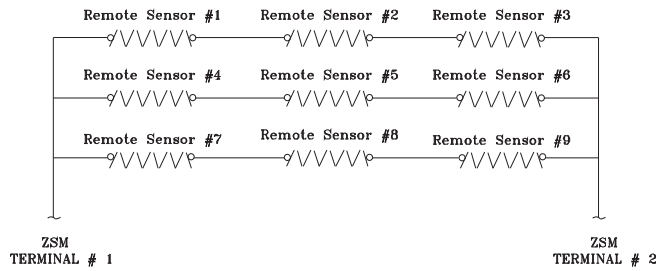 Remote Sensor #1 Remote Sensor #2 Remote Sensor #3
Remote Sensor #4 Remote Sensor #5 Remote Sensor #6
Remote Sensor #7 Remote Sensor #8 Remote Sensor #9
ZSM
TERMINAL # 1
ZSM
TERMINAL # 2